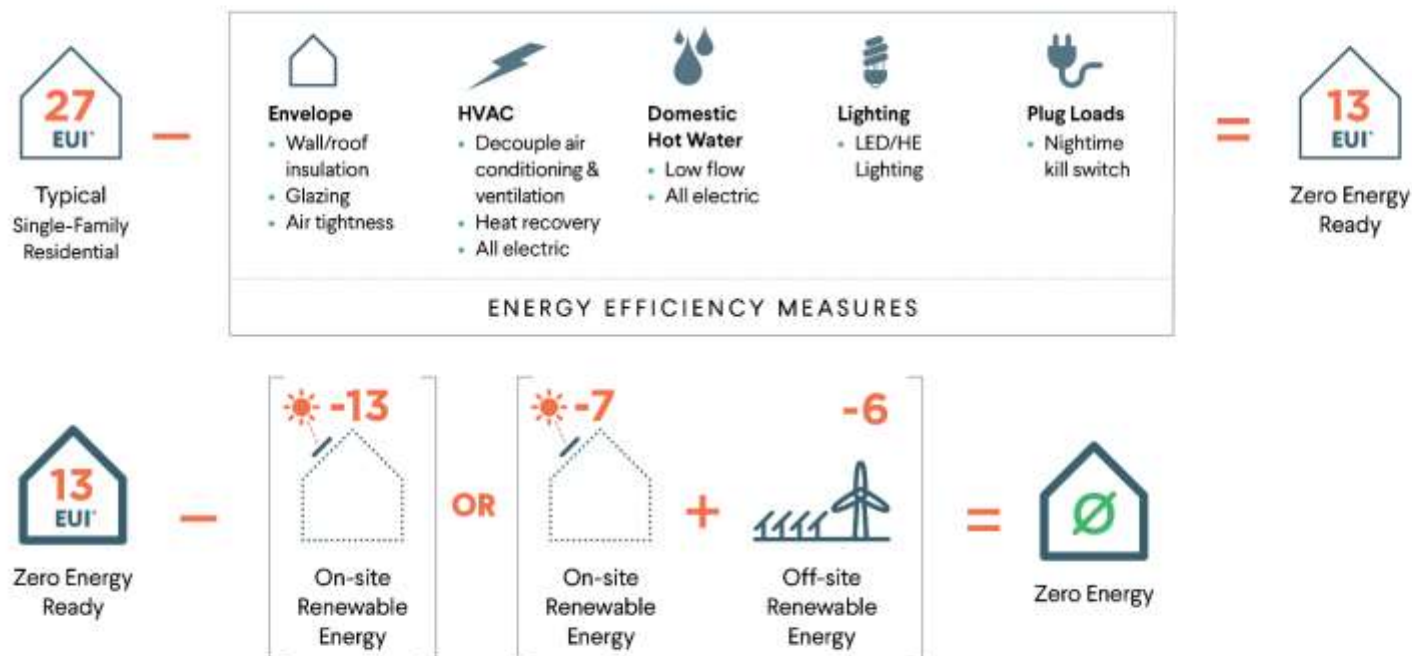 27
EUI*
Typical
Single-Family
Residential
−
Envelope
• Wall/roof
insulation
• Glazing
• Air tightness
HVAC
• Decouple air
conditioning &
ventilation
• Heat recovery
• All electric
Domestic
Hot Water
• Low flow
• All electric
Lighting
• LED/HE
Lighting
Plug Loads
• Nightime
kill switch
ENERGY EFFICIENCY MEASURES
=
13
EUI*
Zero Energy
Ready
13
EUI*
Zero Energy
Ready
−
-13
On-site
Renewable
Energy
OR
-7
On-site
Renewable
Energy
+
-6
Off-site
Renewable
Energy
=
Ø
Zero Energy